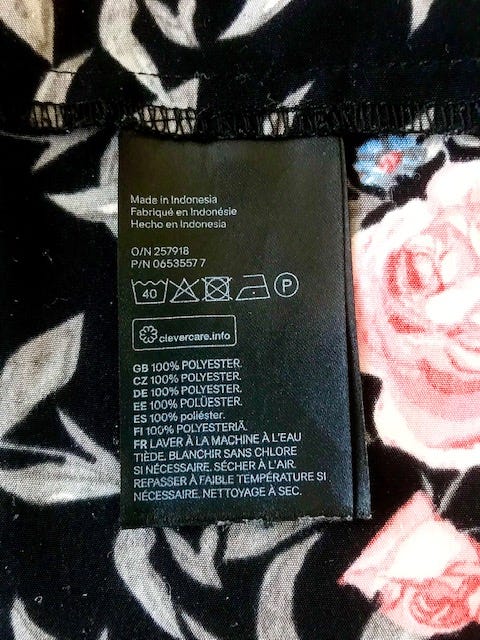 Made in Indonesia
Fabriqué en Indonésie
Hecho en Indonesia
O/N 257918
P/N 0653557 7
40 P
clevercare.info
GB 100% POLYESTER.
CZ 100% POLYESTER.
DE 100% POLYESTER.
EE 100% POLÜESTER.
ES 100% poliéster.
FI 100% POLYESTERIÄ.
FR LAVER À LA MACHINE À L'EAU
TIÈDE. BLANCHIR SANS CHLORE
SI NÉCESSAIRE. SÉCHER À L'AIR.
REPASSER À FAIBLE TEMPÉRATURE SI
NÉCESSAIRE. NETTOYAGE À SEC.